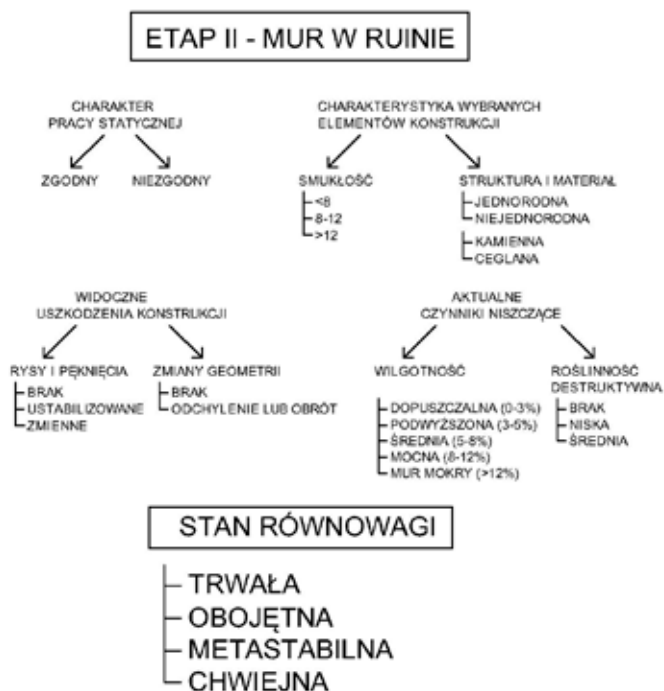 ETAP II - MUR W RUINIE
CHARAKTER
PRACY STATYCZNEJ
ZGODNY
NIEZGODNY
CHARAKTERYSTYKA WYBRANYCH
ELEMENTÓW KONSTRUKCJI
SMUKŁOŚĆ
<8
8-12
>12
STRUKTURA I MATERIAŁ
JEDNORODNA
NIEJEDNORODNA
KAMIENNA
CEGLANA
WIDOCZNE
USZKODZENIA KONSTRUKCJI
RYSY I PĘKNIĘCIA
BRAK
USTABILIZOWANE
ZMIENNE
ZMIANY GEOMETRII
BRAK
ODCHYLENIE LUB OBRÓT
AKTUALNE
CZYNNIKI NISZCZĄCE
WILGOTNOŚĆ
DOPUSZCZALNA (0-3%)
PODWYŻSZONA (3-5%)
ŚREDNIA (5-8%)
MOCNA (8-12%)
MUR MOKRY (>12%)
ROŚLINNOŚĆ
DESTRUKTYWNA
BRAK
NISKA
ŚREDNIA
STAN RÓWNOWAGI
TRWAŁA
OBOJĘTNA
METASTABILNA
CHWIEJNA